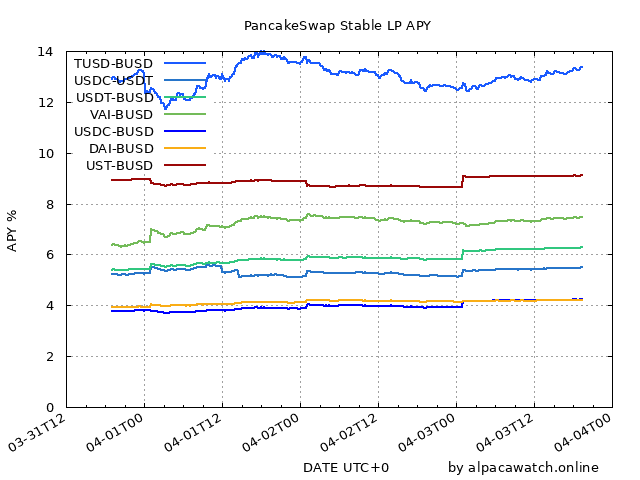 PancakeSwap Stable LP APY
14
12
10
8
6
4
2
0
APY %
TUSD-BUSD
USDC-USDT
USDT-BUSD
VAI-BUSD
USDC-BUSD
DAI-BUSD
UST-BUSD
03-31T12
04-01T00
04-01T12
04-02T00
04-02T12
04-03T00
04-03T12
04-04T00
DATE UTC+0
by alpacawatch.online